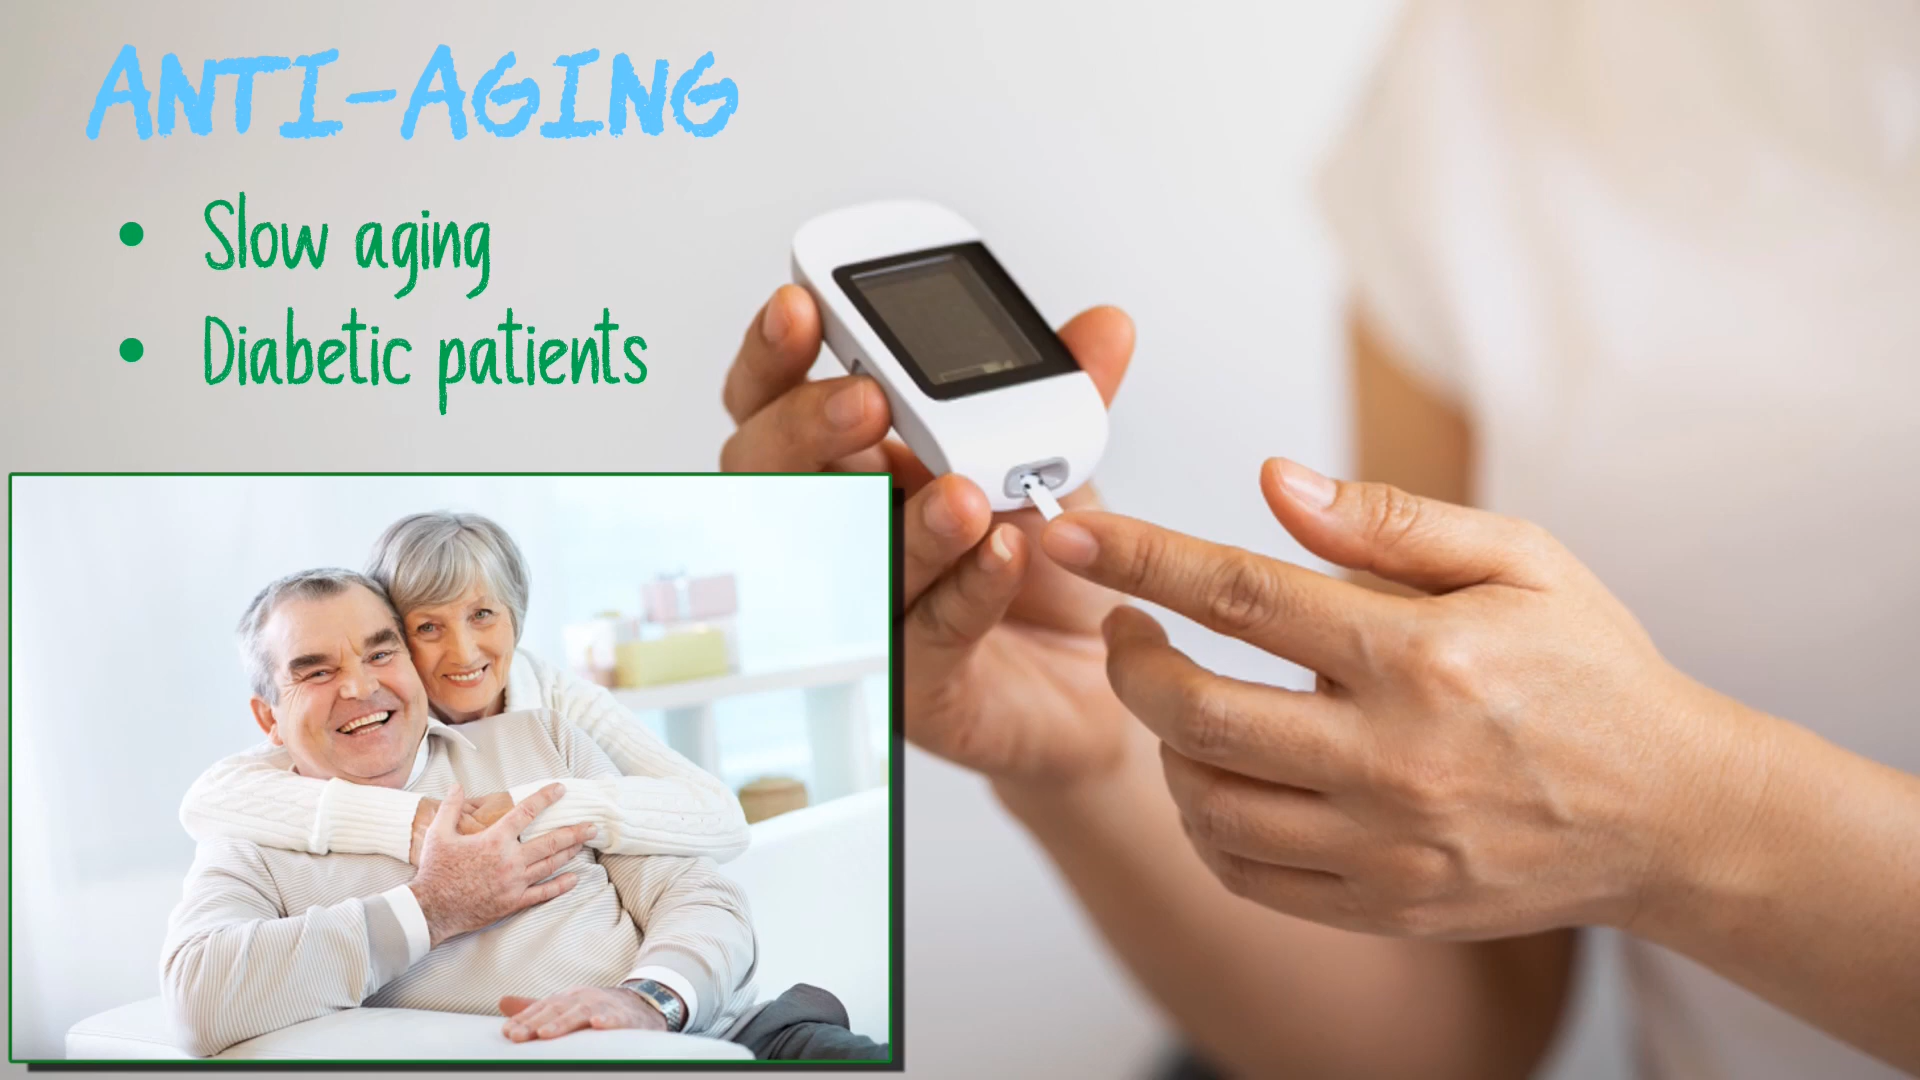 ANTI-AGING
• Slow aging
• Diabetic patients